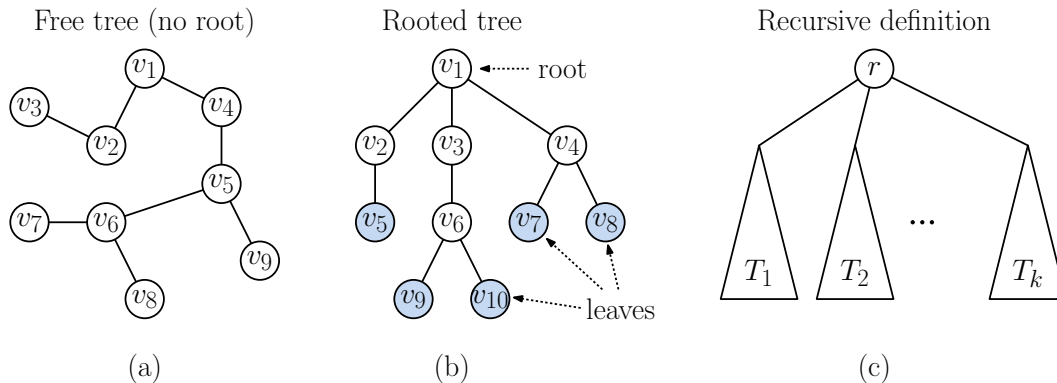 Free tree (no root)
v1
v3
v4
v2
v5
v7
v6
v9
v8
(a)
Rooted tree
v1
root
v2
v3
v4
v5
v6
v7
v8
v9
v10
leaves
(b)
Recursive definition
r
...
T1
T2
Tk
(c)